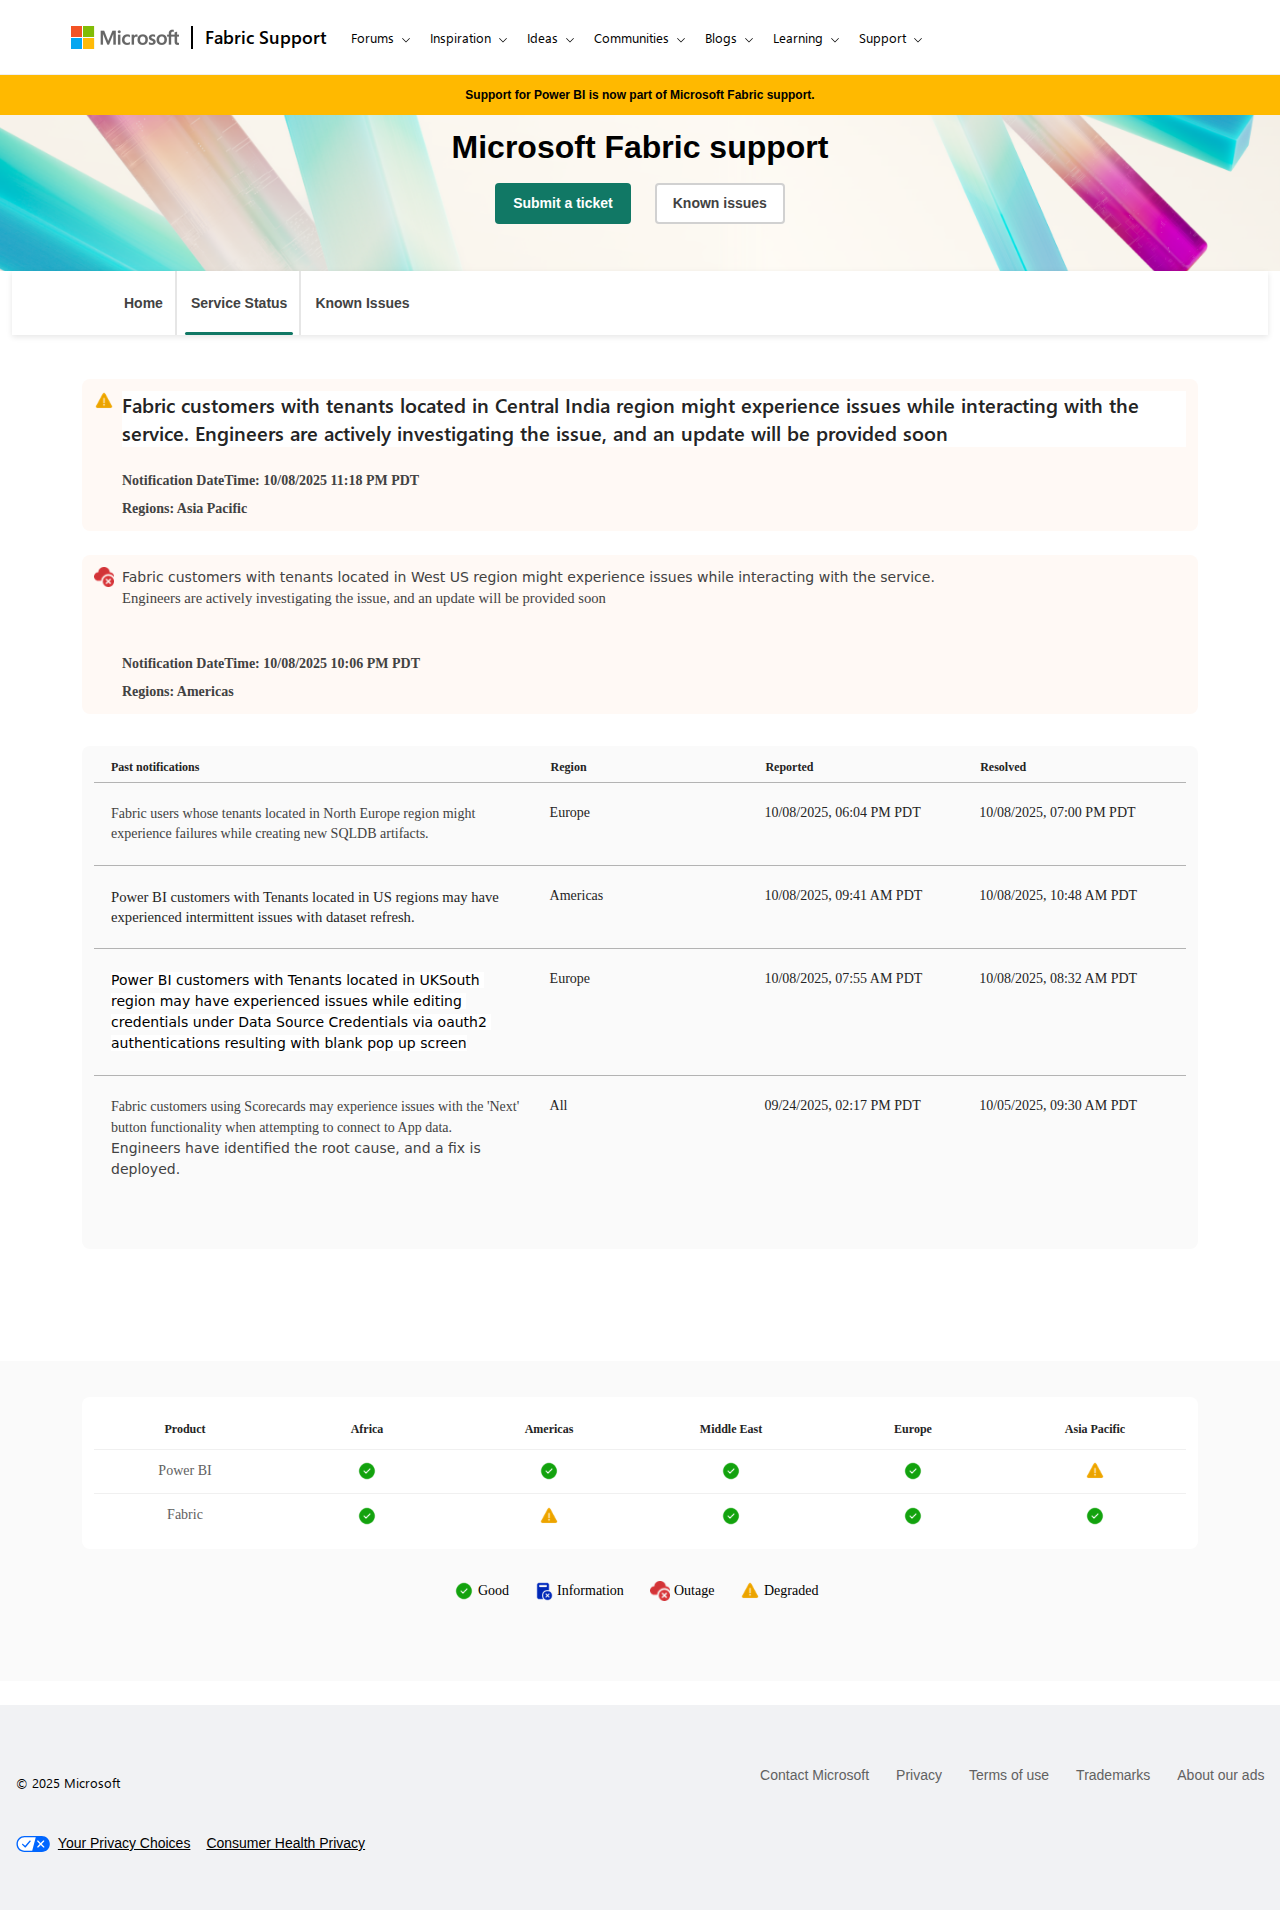 Microsoft
Fabric Support
Forums
Inspiration
Ideas
Communities
Blogs
Learning
Support
Support for Power BI is now part of Microsoft Fabric support.
Microsoft Fabric support
Submit a ticket
Known issues
Home
Service Status
Known Issues
Fabric customers with tenants located in Central India region might experience issues while interacting with the
service. Engineers are actively investigating the issue, and an update will be provided soon
Notification DateTime: 10/08/2025 11:18 PM PDT
Regions: Asia Pacific
Fabric customers with tenants located in West US region might experience issues while interacting with the service.
Engineers are actively investigating the issue, and an update will be provided soon
Notification DateTime: 10/08/2025 10:06 PM PDT
Regions: Americas
Past notifications Region Reported Resolved
Fabric users whose tenants located in North Europe region might
experience failures while creating new SQLDB artifacts.
Europe
10/08/2025, 06:04 PM PDT
10/08/2025, 07:00 PM PDT
Power BI customers with Tenants located in US regions may have
experienced intermittent issues with dataset refresh.
Americas
10/08/2025, 09:41 AM PDT
10/08/2025, 10:48 AM PDT
Power BI customers with Tenants located in UKSouth
region may have experienced issues while editing
credentials under Data Source Credentials via oauth2
authentications resulting with blank pop up screen
Europe
10/08/2025, 07:55 AM PDT
10/08/2025, 08:32 AM PDT
Fabric customers using Scorecards may experience issues with the 'Next'
button functionality when attempting to connect to App data.
Engineers have identified the root cause, and a fix is
deployed.
All
09/24/2025, 02:17 PM PDT
10/05/2025, 09:30 AM PDT
Product Africa Americas Middle East Europe Asia Pacific
Power BI
Fabric
Good
Information
Outage
Degraded
© 2025 Microsoft
Contact Microsoft
Privacy
Terms of use
Trademarks
About our ads
Your Privacy Choices
Consumer Health Privacy